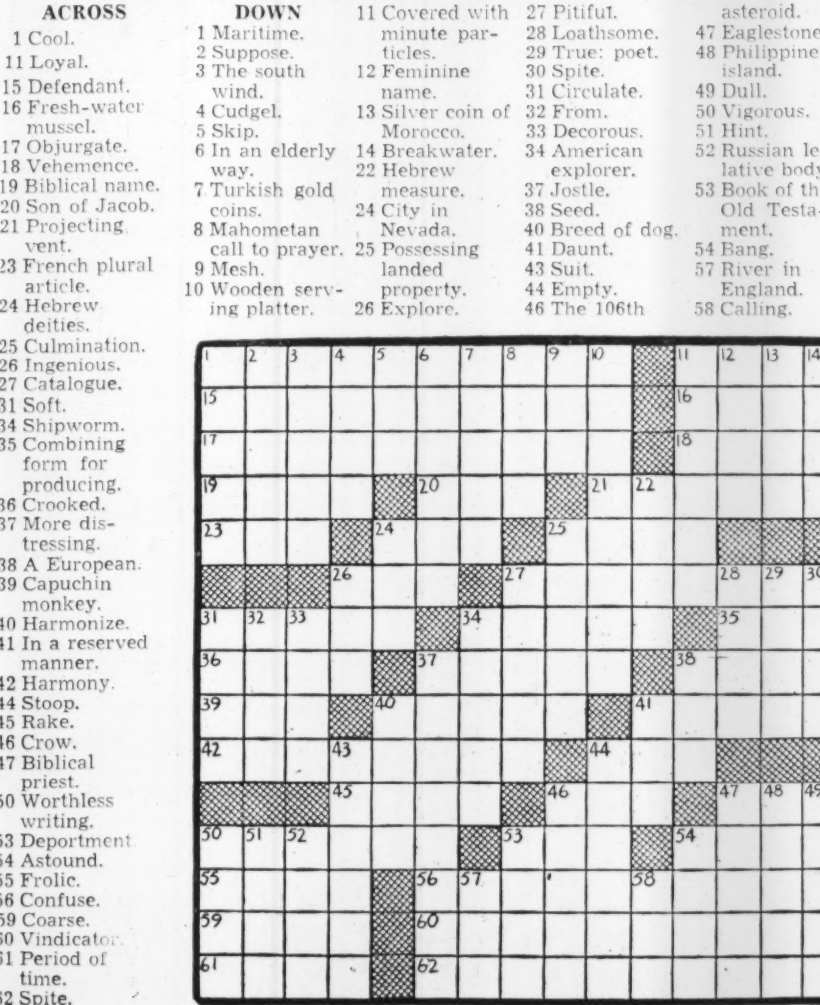 ACROSS
1 Cool.
11 Loyal.
15 Defendant.
16 Fresh-water
mussel.
17 Objurgate.
18 Vehemence.
19 Biblical name.
20 Son of Jacob.
21 Projecting
vent.
23 French plural
article.
24 Hebrew
deities.
25 Culmination.
26 Ingenious.
27 Catalogue.
31 Soft.
34 Shipworm.
35 Combining
form for
producing.
36 Crooked.
37 More dis-
tressing.
38 A European.
39 Capuchin
monkey.
40 Harmonize.
41 In a reserved
manner.
42 Harmony.
44 Stoop.
45 Rake.
46 Crow.
47 Biblical
priest.
50 Worthless
writing.
53 Deportment
54 Astound.
55 Frolic.
56 Confuse.
59 Coarse.
60 Vindicator.
61 Period of
time.
62 Spite.
DOWN
1 Maritime.
2 Suppose.
3 The south
wind.
4 Cudgel.
5 Skip.
6 In an elderly
way.
7 Turkish gold
coins.
8 Mahometan
call to prayer.
9 Mesh.
10 Wooden serv-
ing platter.
11 Covered with
minute par-
ticles.
12 Feminine
name.
13 Silver coin of
Morocco.
14 Breakwater.
22 Hebrew
measure.
24 City in
Nevada.
25 Possessing
landed
property.
26 Explore.
27 Pitiful.
28 Loathsome.
29 True: poet.
30 Spite.
31 Circulate.
32 From.
33 Decorous.
34 American
explorer.
37 Jostle.
38 Seed.
40 Breed of dog.
41 Daunt.
43 Suit.
44 Empty.
46 The 106th
asteroid.
47 Eaglestone
48 Philippine
island.
49 Dull.
50 Vigorous.
51 Hint.
52 Russian le
lative body
53 Book of th
Old Testa-
ment.
54 Bang.
57 River in
England.
58 Calling.
1 2 3 4 5 6 7 8 9 10 11 12 13 14
15 16
17 18
19 20 21 22
23 24 25
26 27 28 29 30
31 32 33 34 35
36 37 38
39 40 41
42 43 44
45 46 47 48 49
50 51 52 53 54
55 56 57 58
59 60
61 62